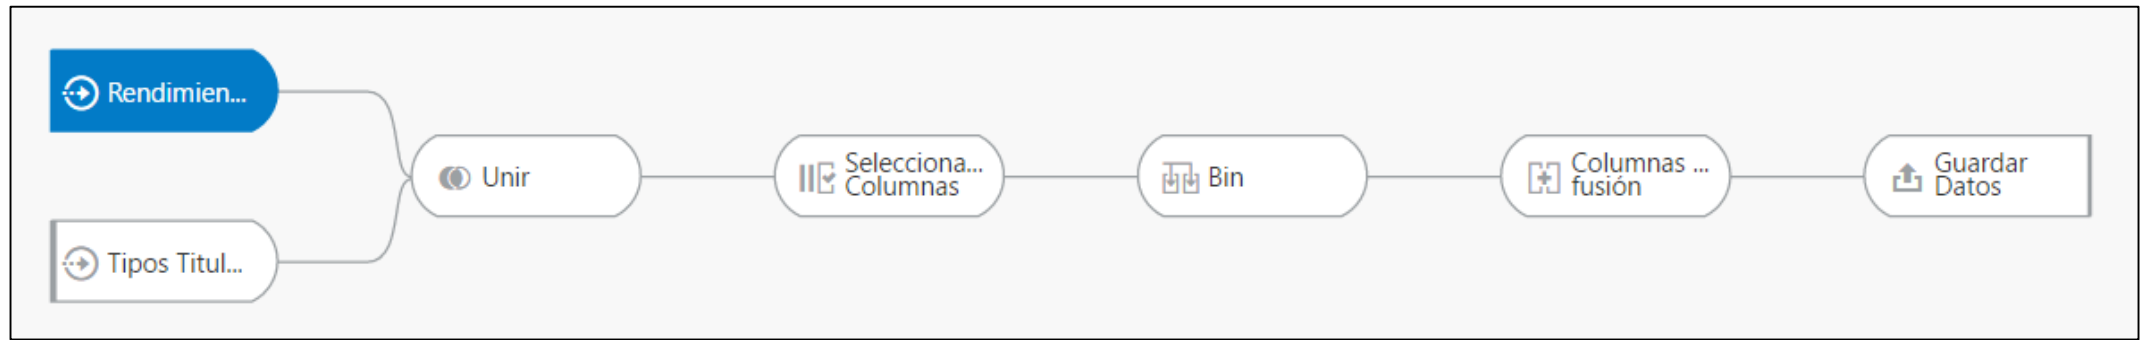 Rendimien...
Tipos Titul...
Unir
Selecciona...
Columnas
Bin
Columnas ...
fusión
Guardar
Datos